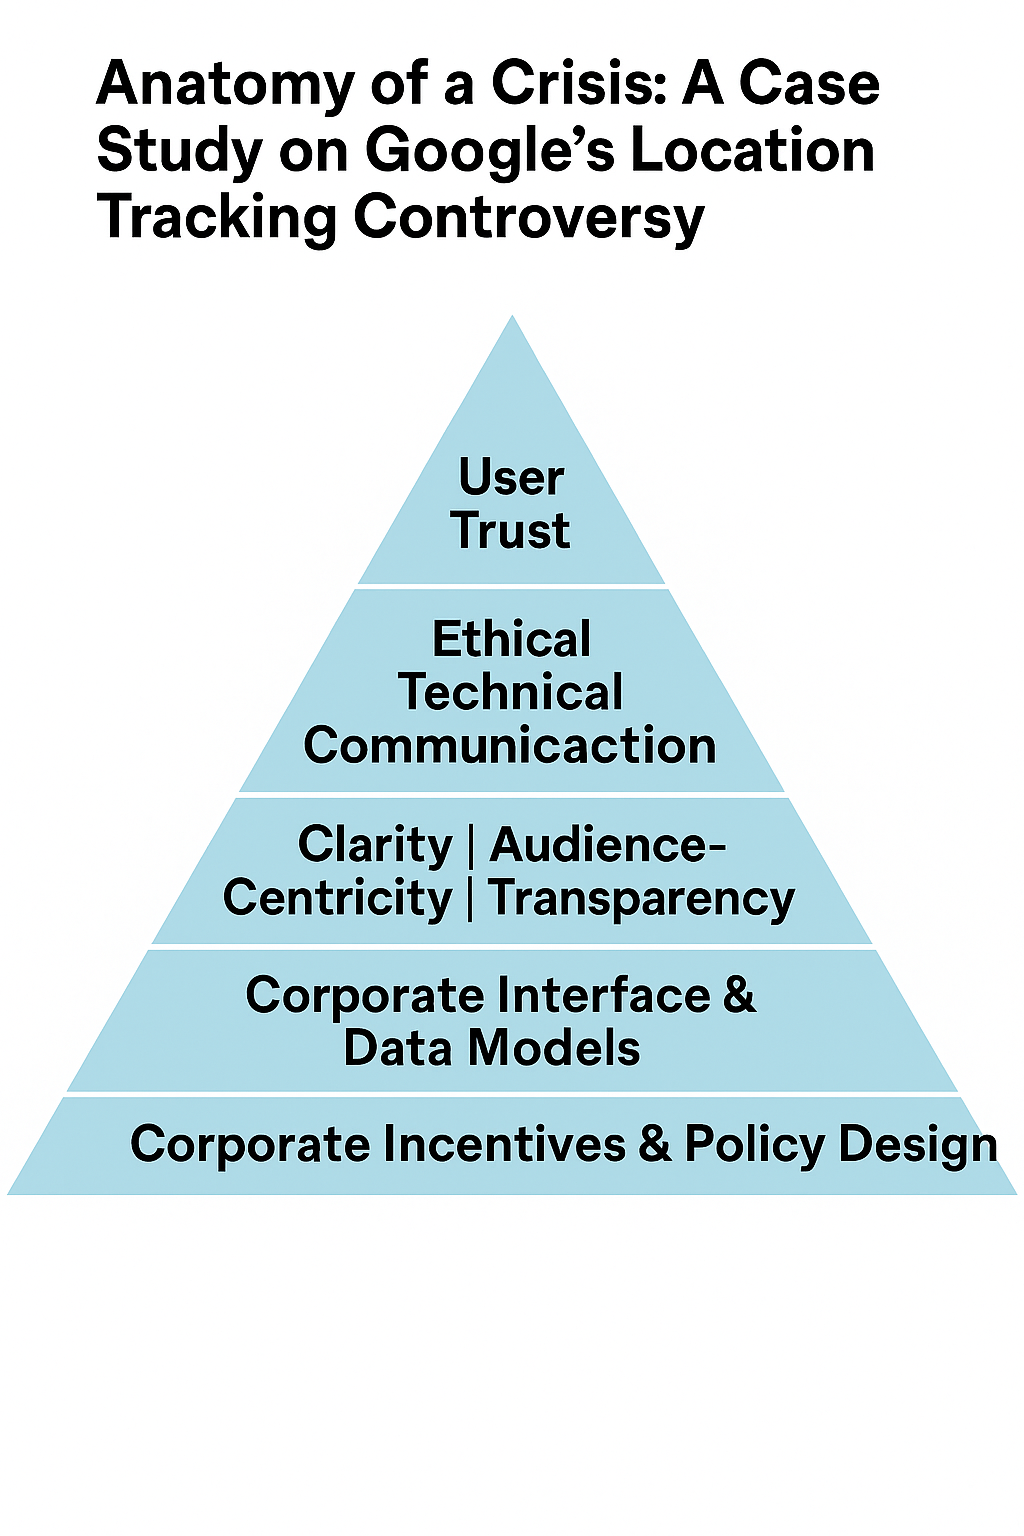 Anatomy of a Crisis: A Case
Study on Google’s Location
Tracking Controversy
User
Trust
Ethical
Technical
Communicaction
Clarity | Audience-
Centricity | Transparency
Corporate Interface &
Data Models
Corporate Incentives & Policy Design